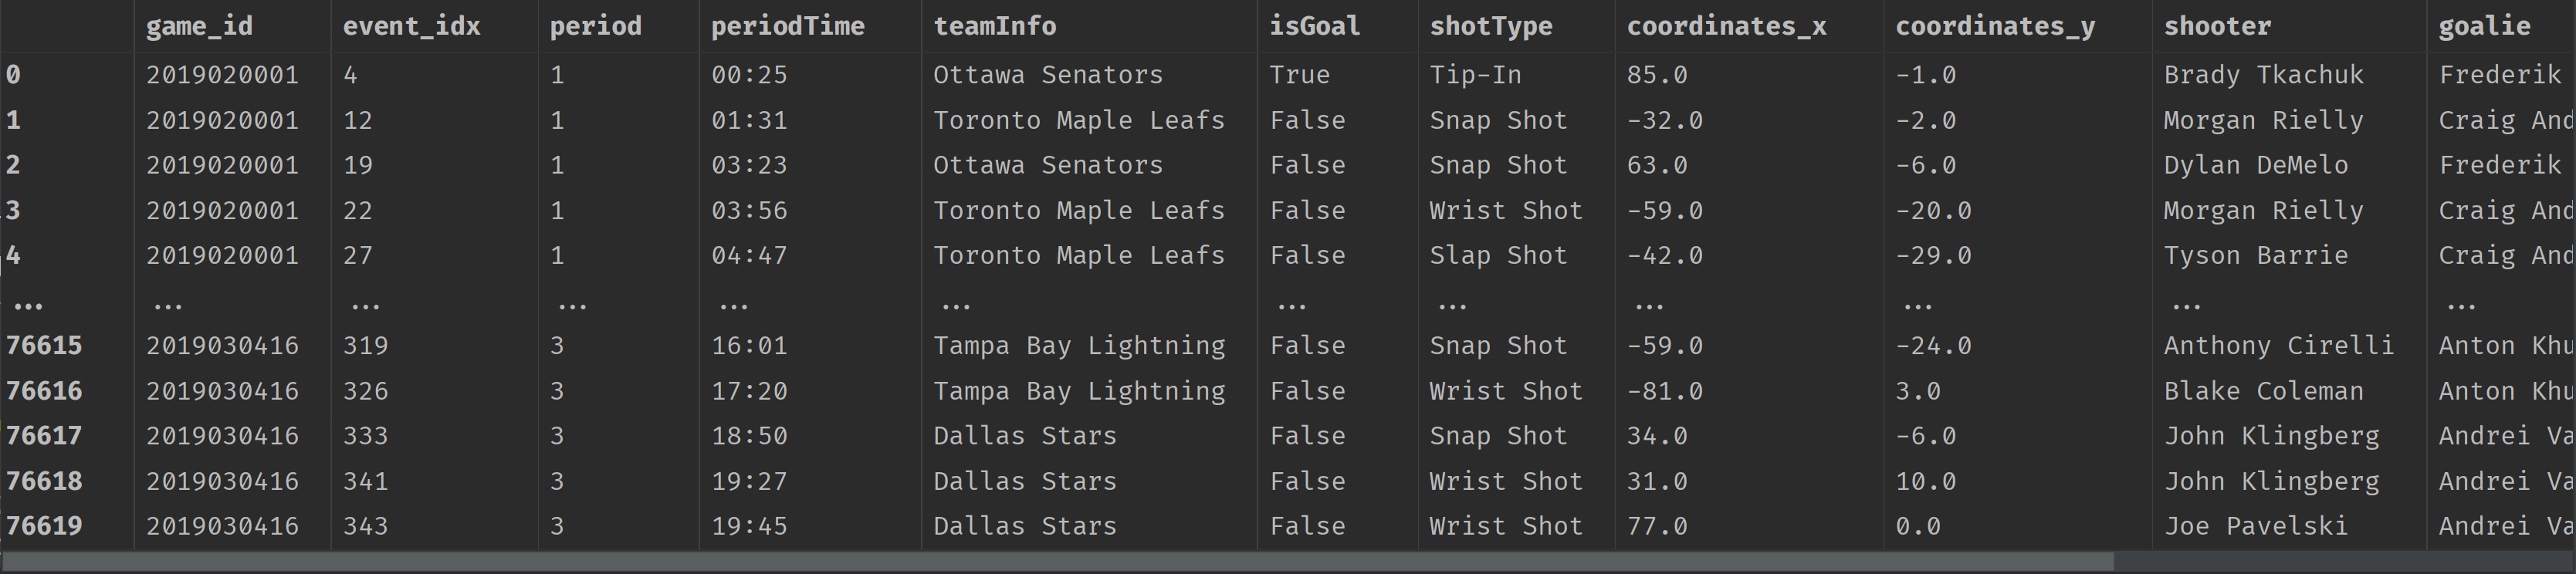 game_id event_idx period periodTime teamInfo isGoal shotType coordinates_x coordinates_y shooter goalie
0 2019020001 4 1 00:25 Ottawa Senators True Tip-In 85.0 -1.0 Brady Tkachuk Frederik
1 2019020001 12 1 01:31 Toronto Maple Leafs False Snap Shot -32.0 -2.0 Morgan Rielly Craig And
2 2019020001 19 1 03:23 Ottawa Senators False Snap Shot 63.0 -6.0 Dylan DeMelo Frederik
3 2019020001 22 1 03:56 Toronto Maple Leafs False Wrist Shot -59.0 -20.0 Morgan Rielly Craig And
4 2019020001 27 1 04:47 Toronto Maple Leafs False Slap Shot -42.0 -29.0 Tyson Barrie Craig And
... ... ... ... ... ... ... ... ... ... ... ...
76615 2019030416 319 3 16:01 Tampa Bay Lightning False Snap Shot -59.0 -24.0 Anthony Cirelli Anton Khu
76616 2019030416 326 3 17:20 Tampa Bay Lightning False Wrist Shot -81.0 3.0 Blake Coleman Anton Khu
76617 2019030416 333 3 18:50 Dallas Stars False Snap Shot 34.0 -6.0 John Klingberg Andrei Va
76618 2019030416 341 3 19:27 Dallas Stars False Wrist Shot 31.0 10.0 John Klingberg Andrei Va
76619 2019030416 343 3 19:45 Dallas Stars False Wrist Shot 77.0 0.0 Joe Pavelski Andrei Va